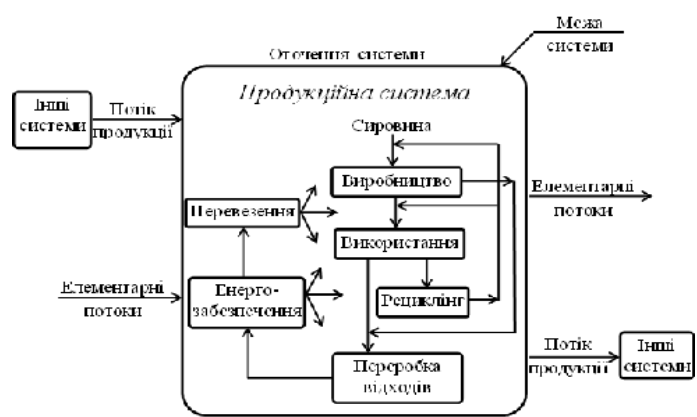 Межа
системи
Оточення системи
Продукційна система
Інші
системи
Потік
продукції
Сировина
Виробництво
Елементарні
потоки
Перевезення
Використання
Елементарні
потоки
Енерго-
забезпечення
Рециклінг
Потік
продукції
Інші
системи
Переробка
відходів